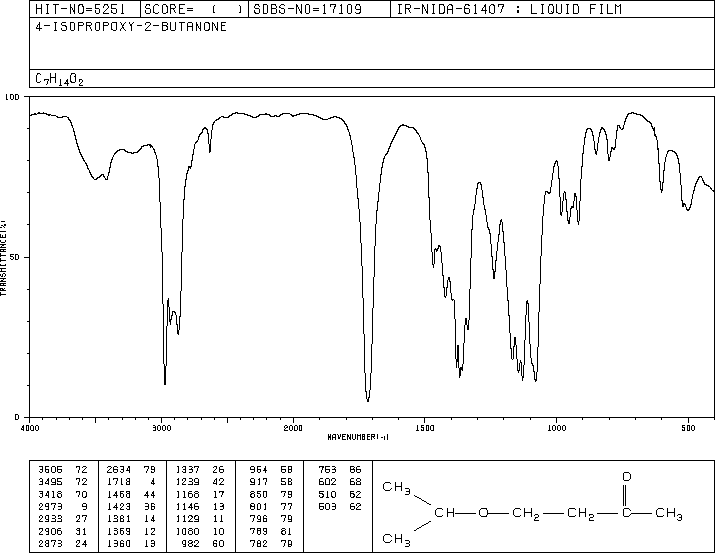 HIT-NO=5251 SCORE= ( ) SDBS-NO=17109 IR-NIDA-61407 : LIQUID FILM
4-ISOPROPOXY-2-BUTANONE
C7H14O2
100
50
0
TRANSMITTANCE(%)
4000 3000 2000 1500 1000 500
WAVENUMBER(-1)
3505 72 2634 79 1337 26 954 58 753 86
3495 72 1718 4 1239 42 917 58 602 68
3418 70 1468 44 1168 17 850 79 510 62
2973 9 1423 36 1146 13 801 77 503 62
2933 27 1381 14 1129 11 796 79
2906 31 1369 12 1080 10 789 81
2873 24 1360 13 982 60 782 79
O
CH3
CH—O—CH2—CH2—C—CH3
CH3